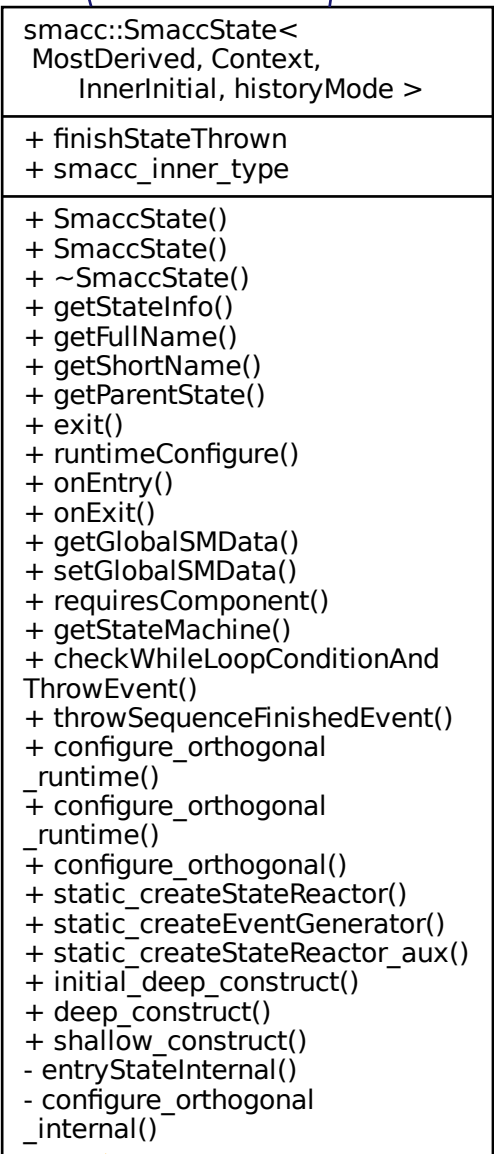 smacc::SmaccState<
MostDerived, Context,
InnerInitial, historyMode >
+ finishStateThrown
+ smacc_inner_type
+ SmaccState()
+ SmaccState()
+ ~SmaccState()
+ getStateInfo()
+ getFullName()
+ getShortName()
+ getParentState()
+ exit()
+ runtimeConfigure()
+ onEntry()
+ onExit()
+ getGlobalSMData()
+ setGlobalSMData()
+ requiresComponent()
+ getStateMachine()
+ checkWhileLoopConditionAnd
ThrowEvent()
+ throwSequenceFinishedEvent()
+ configure_orthogonal
_runtime()
+ configure_orthogonal
_runtime()
+ configure_orthogonal()
+ static_createStateReactor()
+ static_createEventGenerator()
+ static_createStateReactor_aux()
+ initial_deep_construct()
+ deep_construct()
+ shallow_construct()
- entryStateInternal()
- configure_orthogonal
_internal()